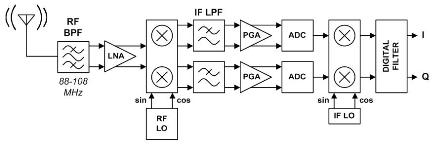 RF
BPF
88-108
MHz
LNA
sin
cos
RF
LO
IF LPF
PGA
PGA
ADC
ADC
sin
cos
IF LO
DIGITAL
FILTER
I
Q